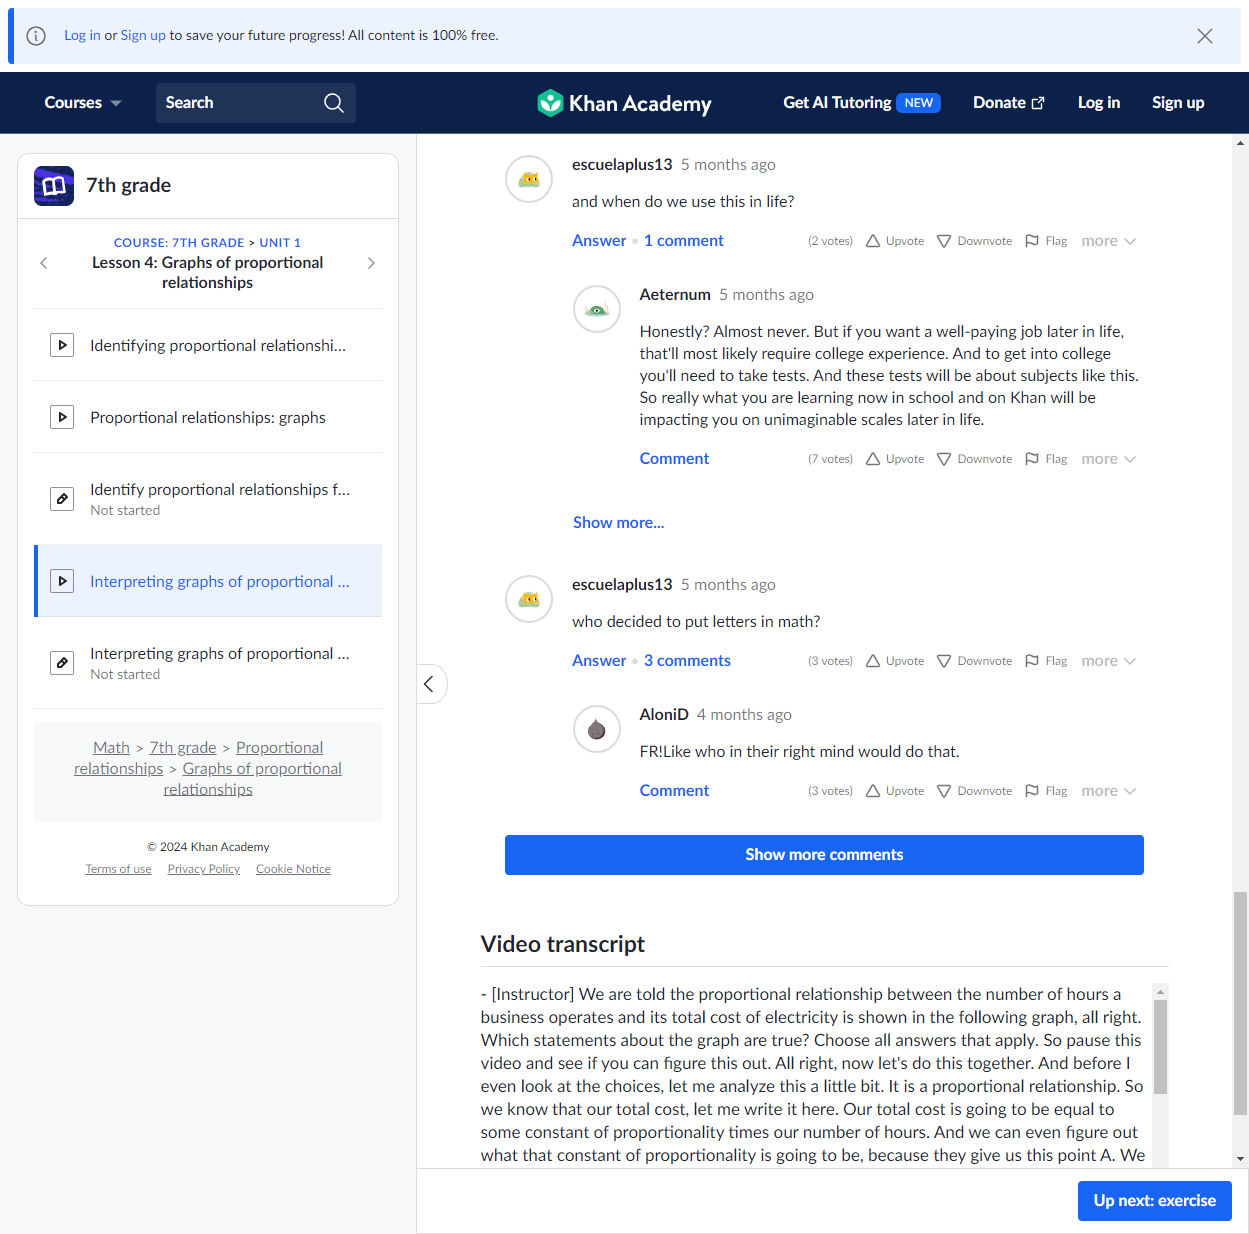 Log in or Sign up to save your future progress! All content is 100% free.
Courses
Search
Khan Academy
Get AI Tutoring NEW
Donate
Log in
Sign up
7th grade
COURSE: 7TH GRADE > UNIT 1
Lesson 4: Graphs of proportional
relationships
Identifying proportional relationshi...
Proportional relationships: graphs
Identify proportional relationships f...
Not started
Interpreting graphs of proportional ...
Interpreting graphs of proportional ...
Not started
Math > 7th grade > Proportional
relationships > Graphs of proportional
relationships
© 2024 Khan Academy
Terms of use Privacy Policy Cookie Notice
escuelaplus13 5 months ago
and when do we use this in life?
Answer • 1 comment (2 votes) Upvote Downvote Flag more
Aeternum 5 months ago
Honestly? Almost never. But if you want a well-paying job later in life,
that'll most likely require college experience. And to get into college
you'll need to take tests. And these tests will be about subjects like this.
So really what you are learning now in school and on Khan will be
impacting you on unimaginable scales later in life.
Comment (7 votes) Upvote Downvote Flag more
Show more...
escuelaplus13 5 months ago
who decided to put letters in math?
Answer • 3 comments (3 votes) Upvote Downvote Flag more
AloniD 4 months ago
FR!Like who in their right mind would do that.
Comment (3 votes) Upvote Downvote Flag more
Show more comments
Video transcript
- [Instructor] We are told the proportional relationship between the number of hours a
business operates and its total cost of electricity is shown in the following graph, all right.
Which statements about the graph are true? Choose all answers that apply. So pause this
video and see if you can figure this out. All right, now let's do this together. And before I
even look at the choices, let me analyze this a little bit. It is a proportional relationship. So
we know that our total cost, let me write it here. Our total cost is going to be equal to
some constant of proportionality times our number of hours. And we can even figure out
what that constant of proportionality is going to be, because they give us this point A. We
Up next: exercise